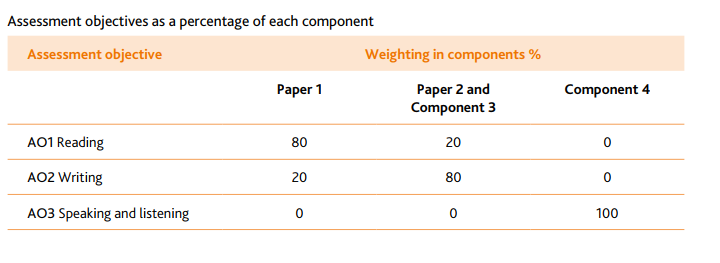 Assessment objectives as a percentage of each component
Assessment objective Weighting in components %
Paper 1 Paper 2 and Component 4
Component 3
AO1 Reading 80 20 0
AO2 Writing 20 80 0
AO3 Speaking and listening 0 0 100